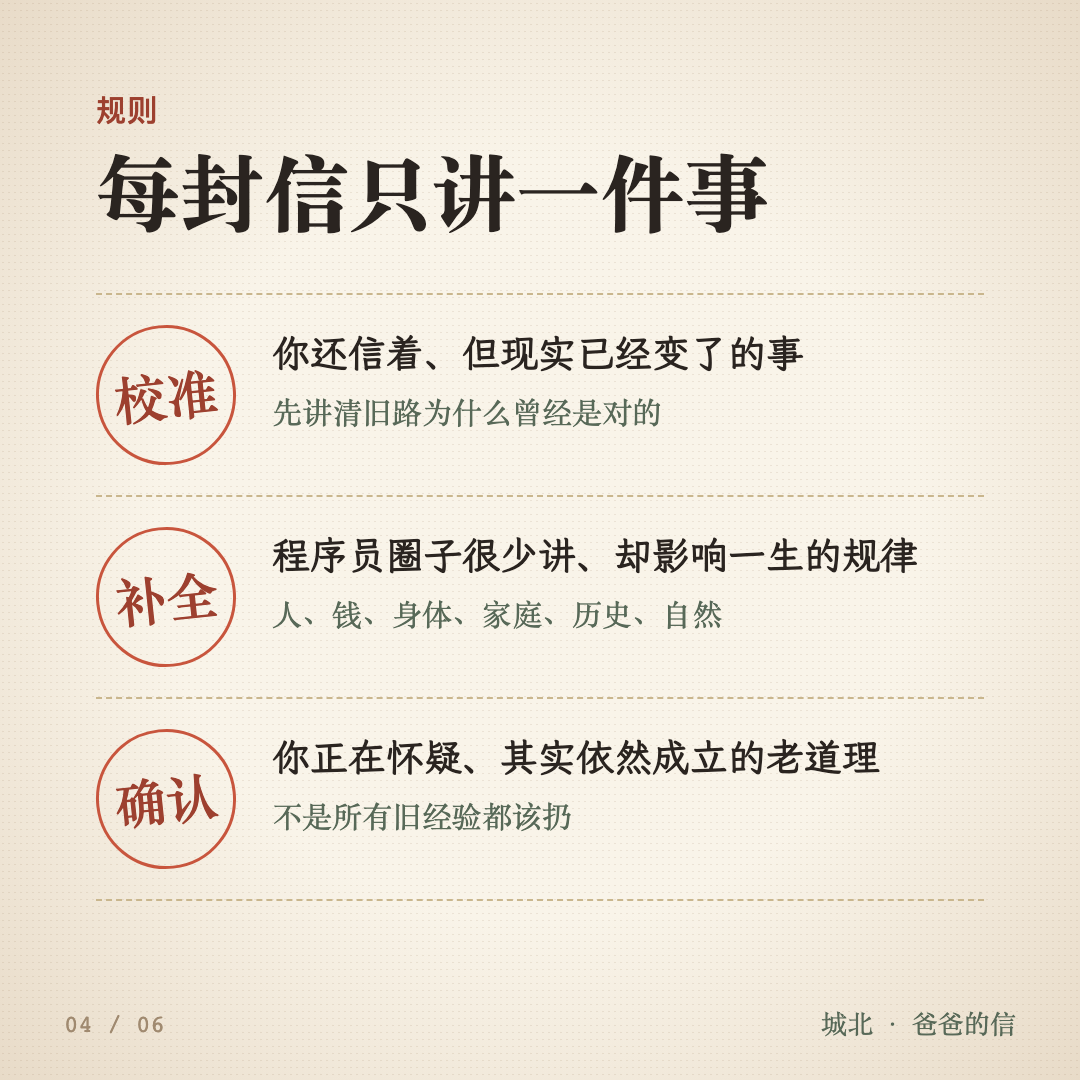 规则
每封信只讲一件事
校准
你还信着、但现实已经变了的事
先讲清旧路为什么曾经是对的
补全
程序员圈子很少讲、却影响一生的规律
人、钱、身体、家庭、历史、自然
确认
你正在怀疑、其实依然成立的老道理
不是所有旧经验都该扔
04 / 06
城北 · 爸爸的信